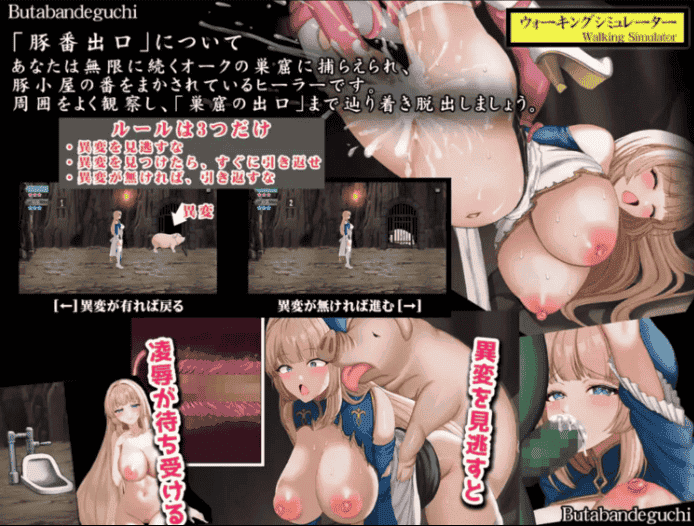 Butabandeguchi
ウォーキングシミュレーター
Walking Simulator
「豚番出口」について
あなたは無限に続くオークの巣窟に捕らえられ、
豚小屋の番をまかされているヒーラーです。
周囲をよく観察し、「巣窟の出口」まで辿り着き脱出しましょう。
ルールは3つだけ
・異変を見逃すな
・異変を見つけたら、すぐに引き返せ
・異変が無ければ、引き返すな
1
異変
2
[←]異変が有れば戻る
異変が無ければ進む[→]
異変を見逃すと
凌辱が待ち受ける
Butabandeguchi